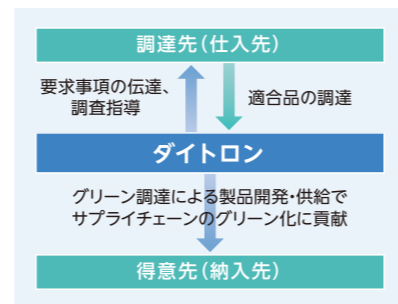 調達先(仕入先)
要求事項の伝達、
調査指導
適合品の調達
ダイトロン
グリーン調達による製品開発・供給で
サプライチェーンのグリーン化に貢献
得意先(納入先)